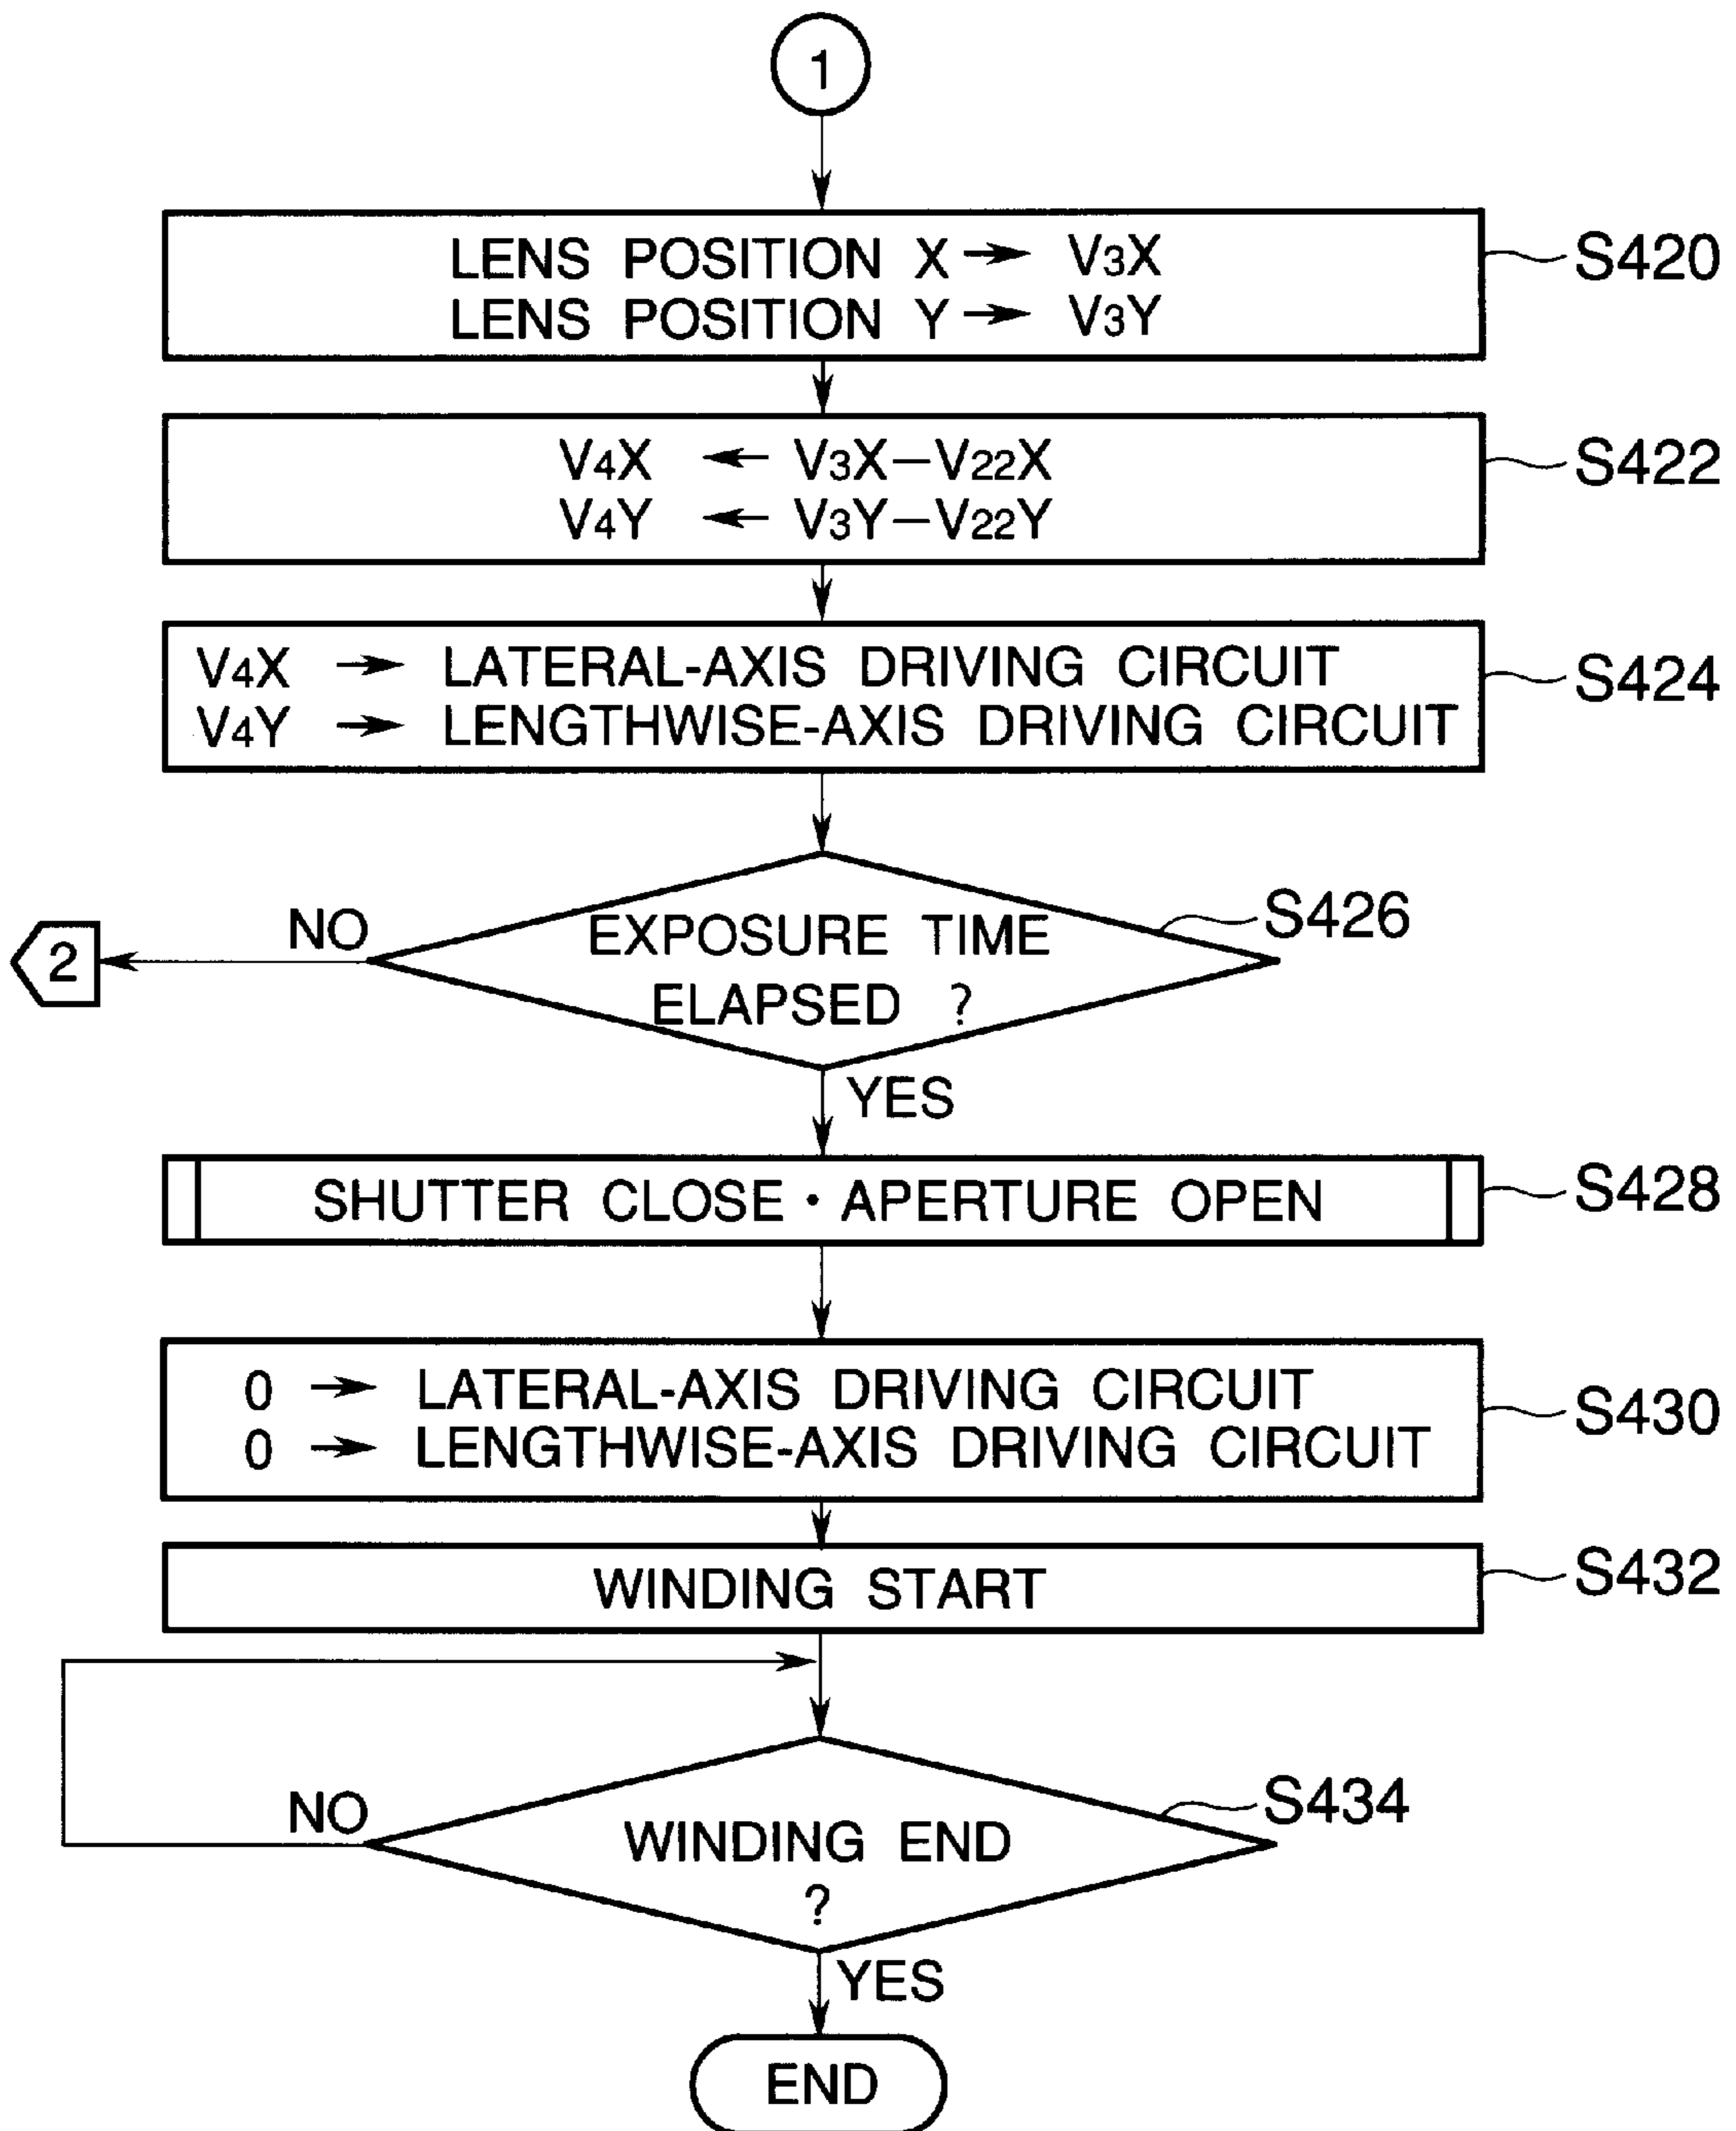 1
LENS POSITION X → V3X
S420
LENS POSITION Y → V3Y
V4X ← V3X−V22X
S422
V4Y ← V3Y−V22Y
V4X → LATERAL-AXIS DRIVING CIRCUIT
S424
V4Y → LENGTHWISE-AXIS DRIVING CIRCUIT
S426
NO
EXPOSURE TIME
2
ELAPSED ?
YES
SHUTTER CLOSE・APERTURE OPEN
S428
0 → LATERAL-AXIS DRIVING CIRCUIT
S430
0 → LENGTHWISE-AXIS DRIVING CIRCUIT
WINDING START
S432
S434
NO
WINDING END
?
YES
END